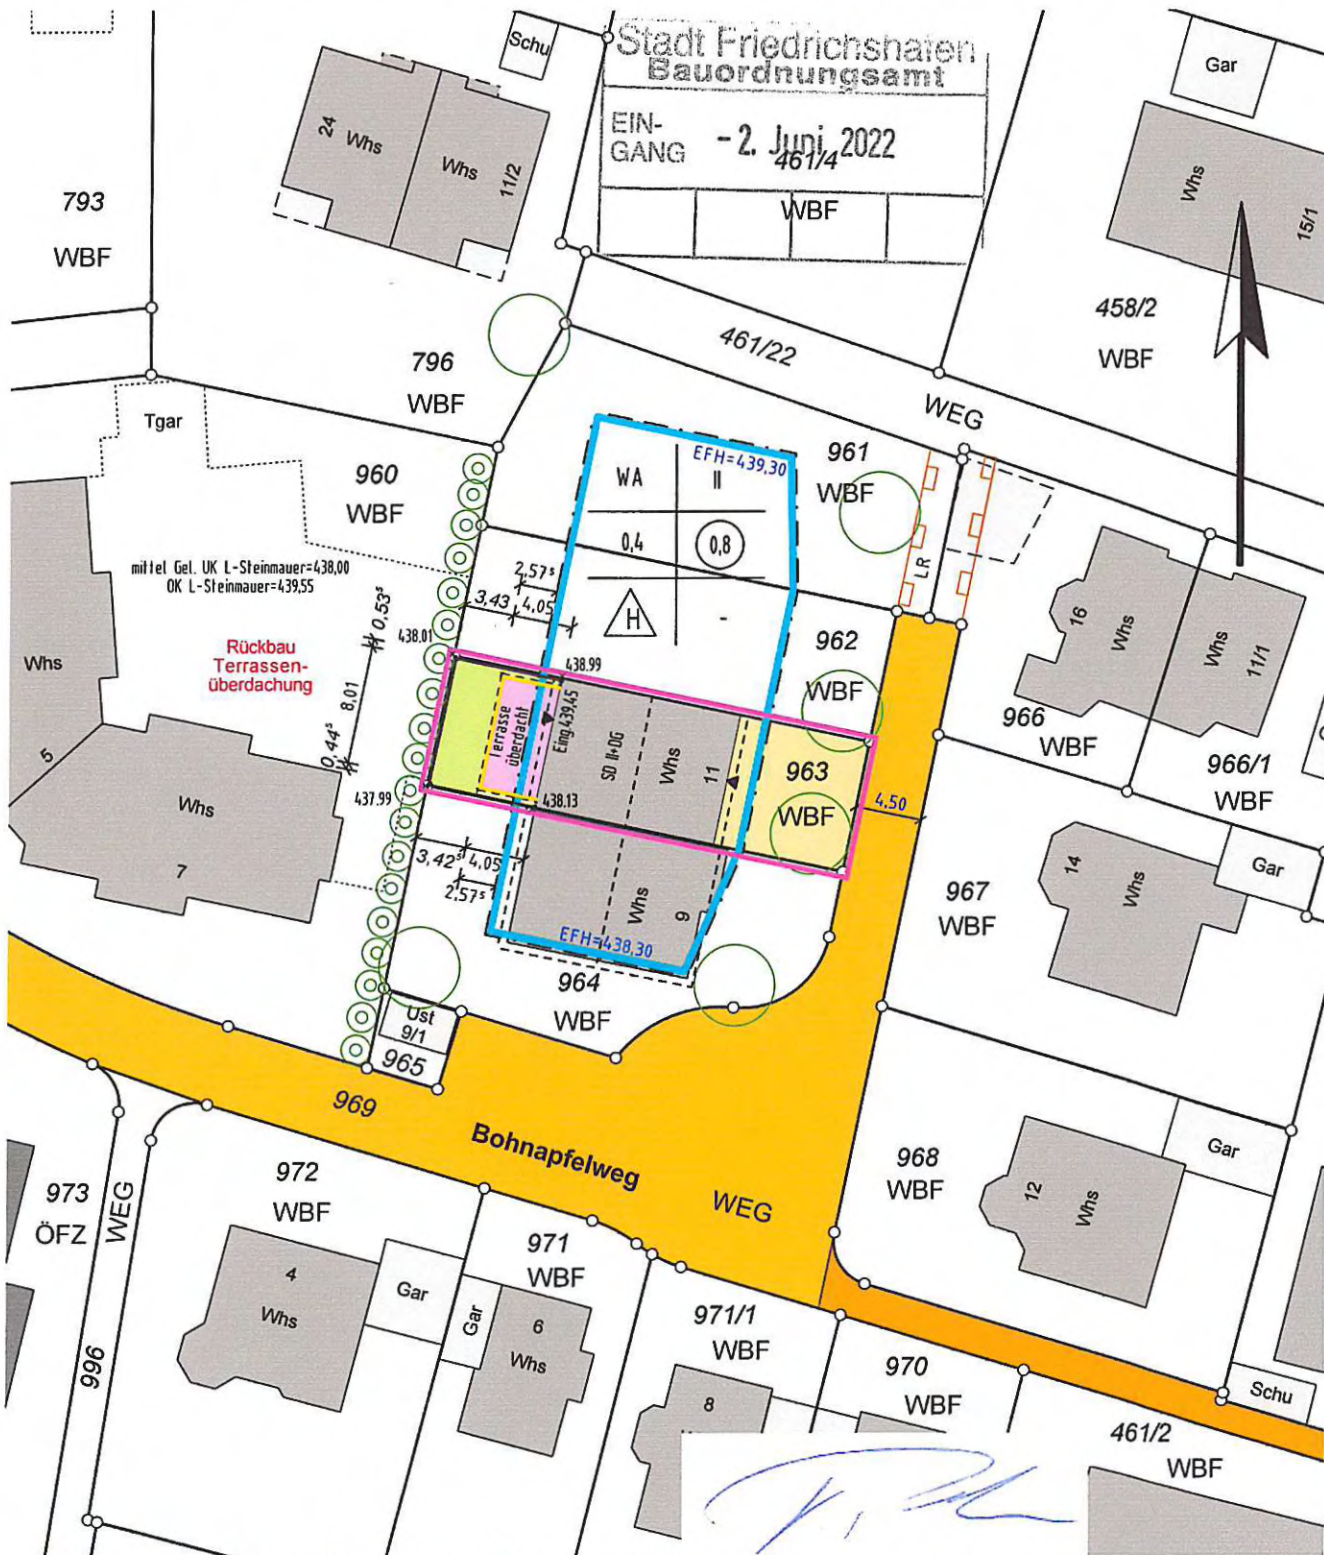 Schu
Stadt Friedrichshafen
Bauordnungsamt
EIN-
GANG
-2. Juni 2022
461/4
WBF
Gar
Whs
15/1
24
Whs
Whs
11/2
793
WBF
458/2
WBF
461/22
WEG
796
WBF
Tgar
960
WBF
EFH=439,30
WA
II
0,4
0,8
H
-
961
WBF
LR
mittel Gel. UK L-Steinmauer=438,00
OK L-Steinmauer=439,55
2,57⁵
3,43
4,05
0.53⁵
8,01
0,44⁵
438.01
438.99
Rückbau
Terrassen-
überdachung
Whs
5
Whs
7
437.99
438.13
Terrasse
überdacht
Eing.439,45
SD II+DG
Whs
11
962
WBF
963
WBF
4,50
16
Whs
Whs
11/1
966
WBF
966/1
WBF
Gar
14
Whs
967
WBF
3,42⁵
4,05
2,57⁵
Whs
9
EFH=438,30
964
WBF
Ust
9/1
965
969
Bohnapfelweg
WEG
968
WBF
Gar
12
Whs
973
ÖFZ
WEG
996
972
WBF
4
Whs
Gar
971
WBF
Gar
6
Whs
971/1
WBF
8
970
WBF
Schu
461/2
WBF